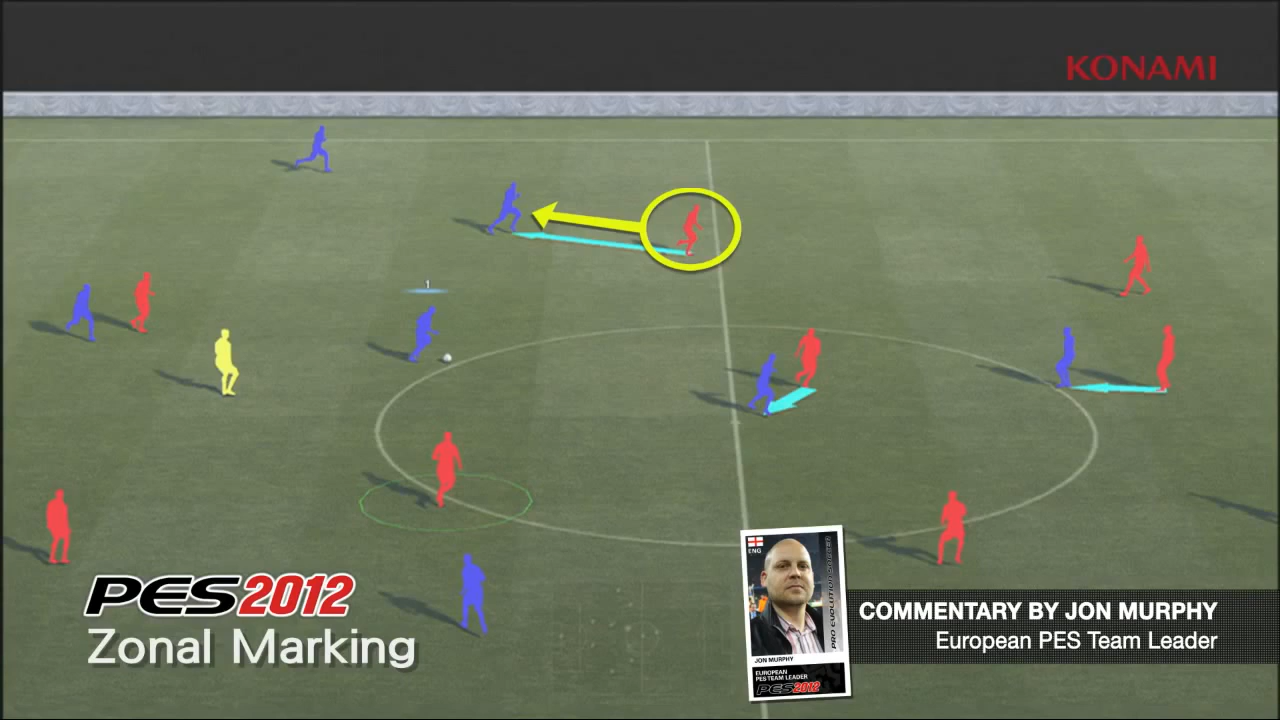 KONAMI
1
PES2012
Zonal Marking
ENG
PRO EVOLUTION SOCCER
JON MURPHY
EUROPEAN
PES TEAM LEADER
PES2012
COMMENTARY BY JON MURPHY
European PES Team Leader